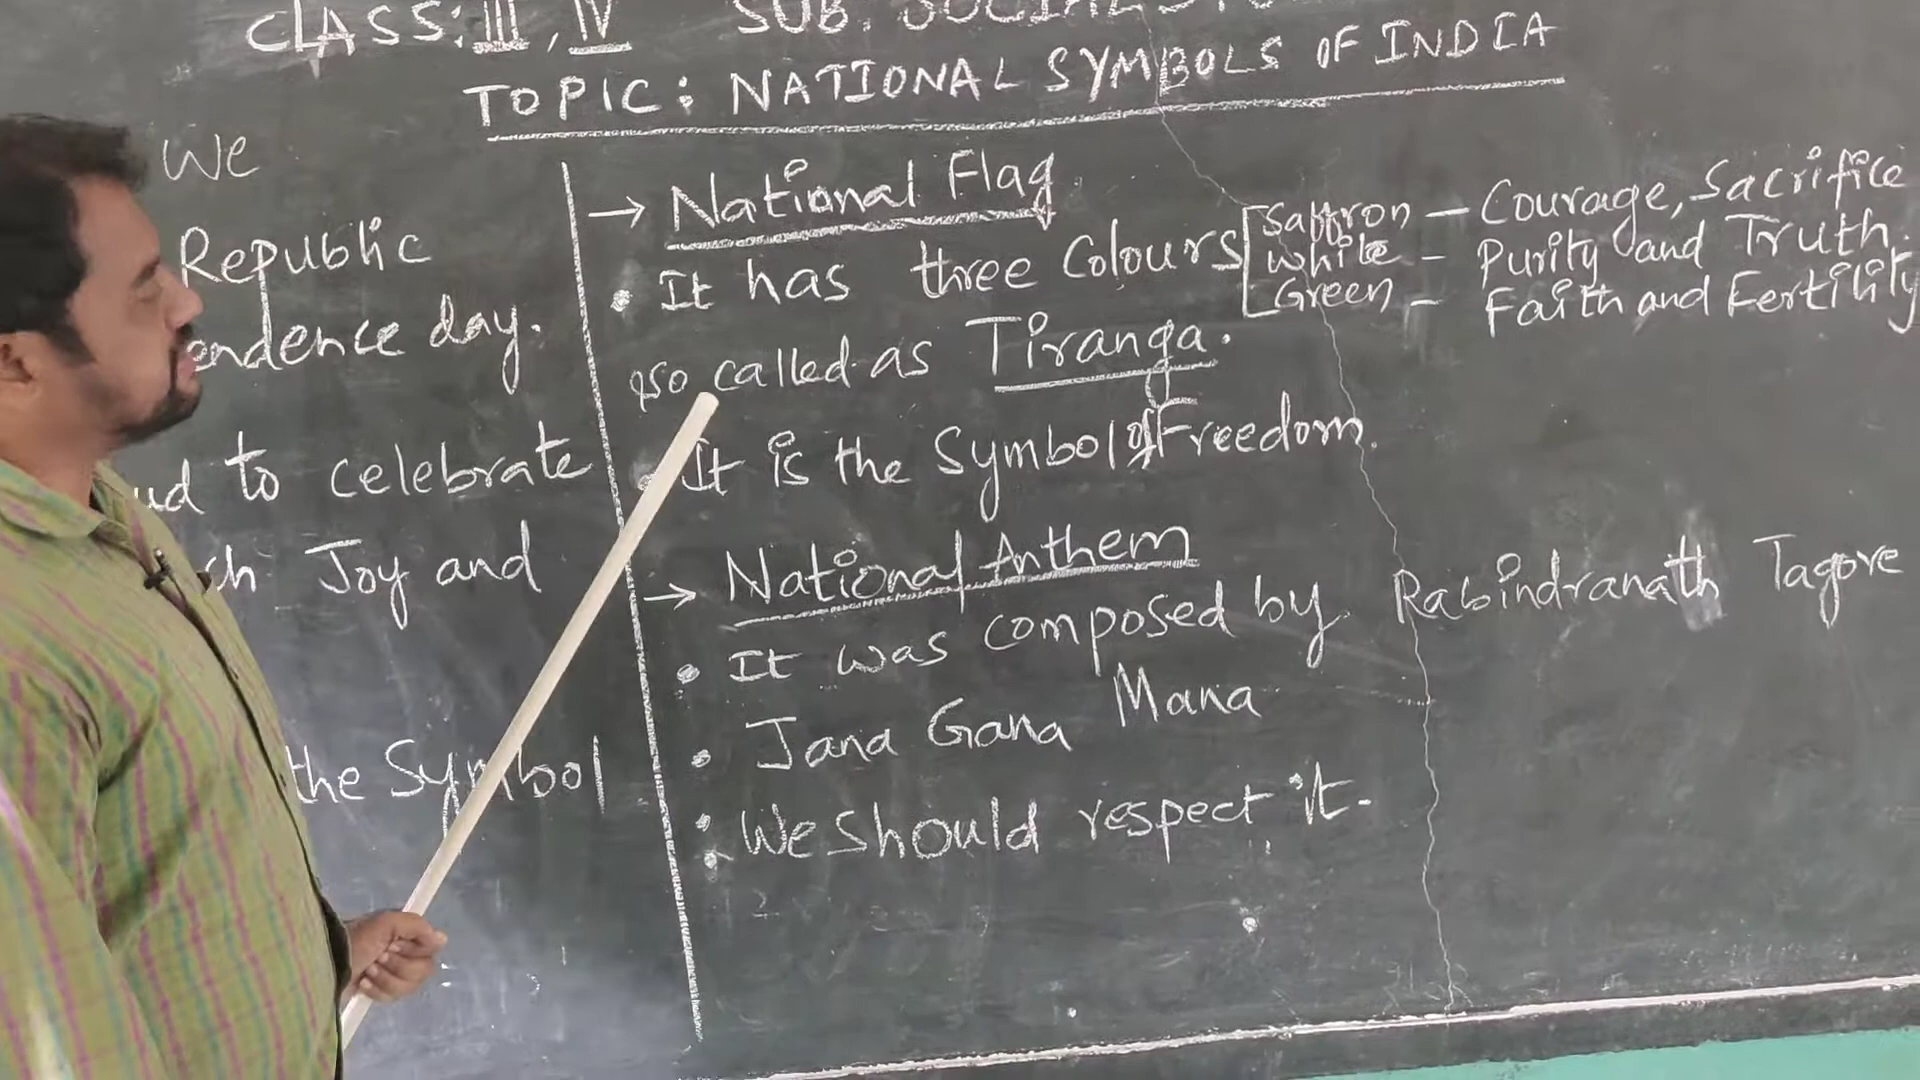 CLASS: III, IV SUB: SOCIAL
TOPIC: NATIONAL SYMBOLS OF INDIA
We
Republic
endence day.
to celebrate
Joy and
the Symbol
→ National Flag
• It has three Colours
Saffron – Courage, Sacrifice
White – Purity and Truth.
Green – Faith and Fertility
so called as Tiranga.
• It is the Symbol of Freedom.
→ National Anthem
• It was composed by Rabindranath Tagore
• Jana Gana Mana
• We Should respect it.